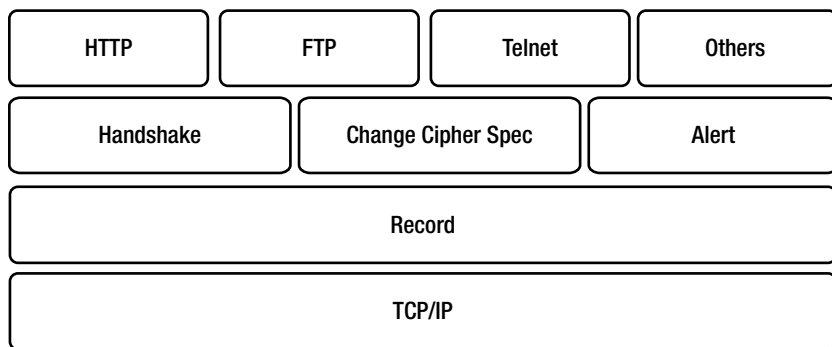 HTTP FTP Telnet Others
Handshake Change Cipher Spec Alert
Record
TCP/IP